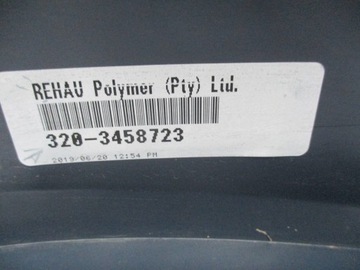 REHAU Polymer (Pty) Ltd.
320-3458723
2019/06/20 12:54 PM